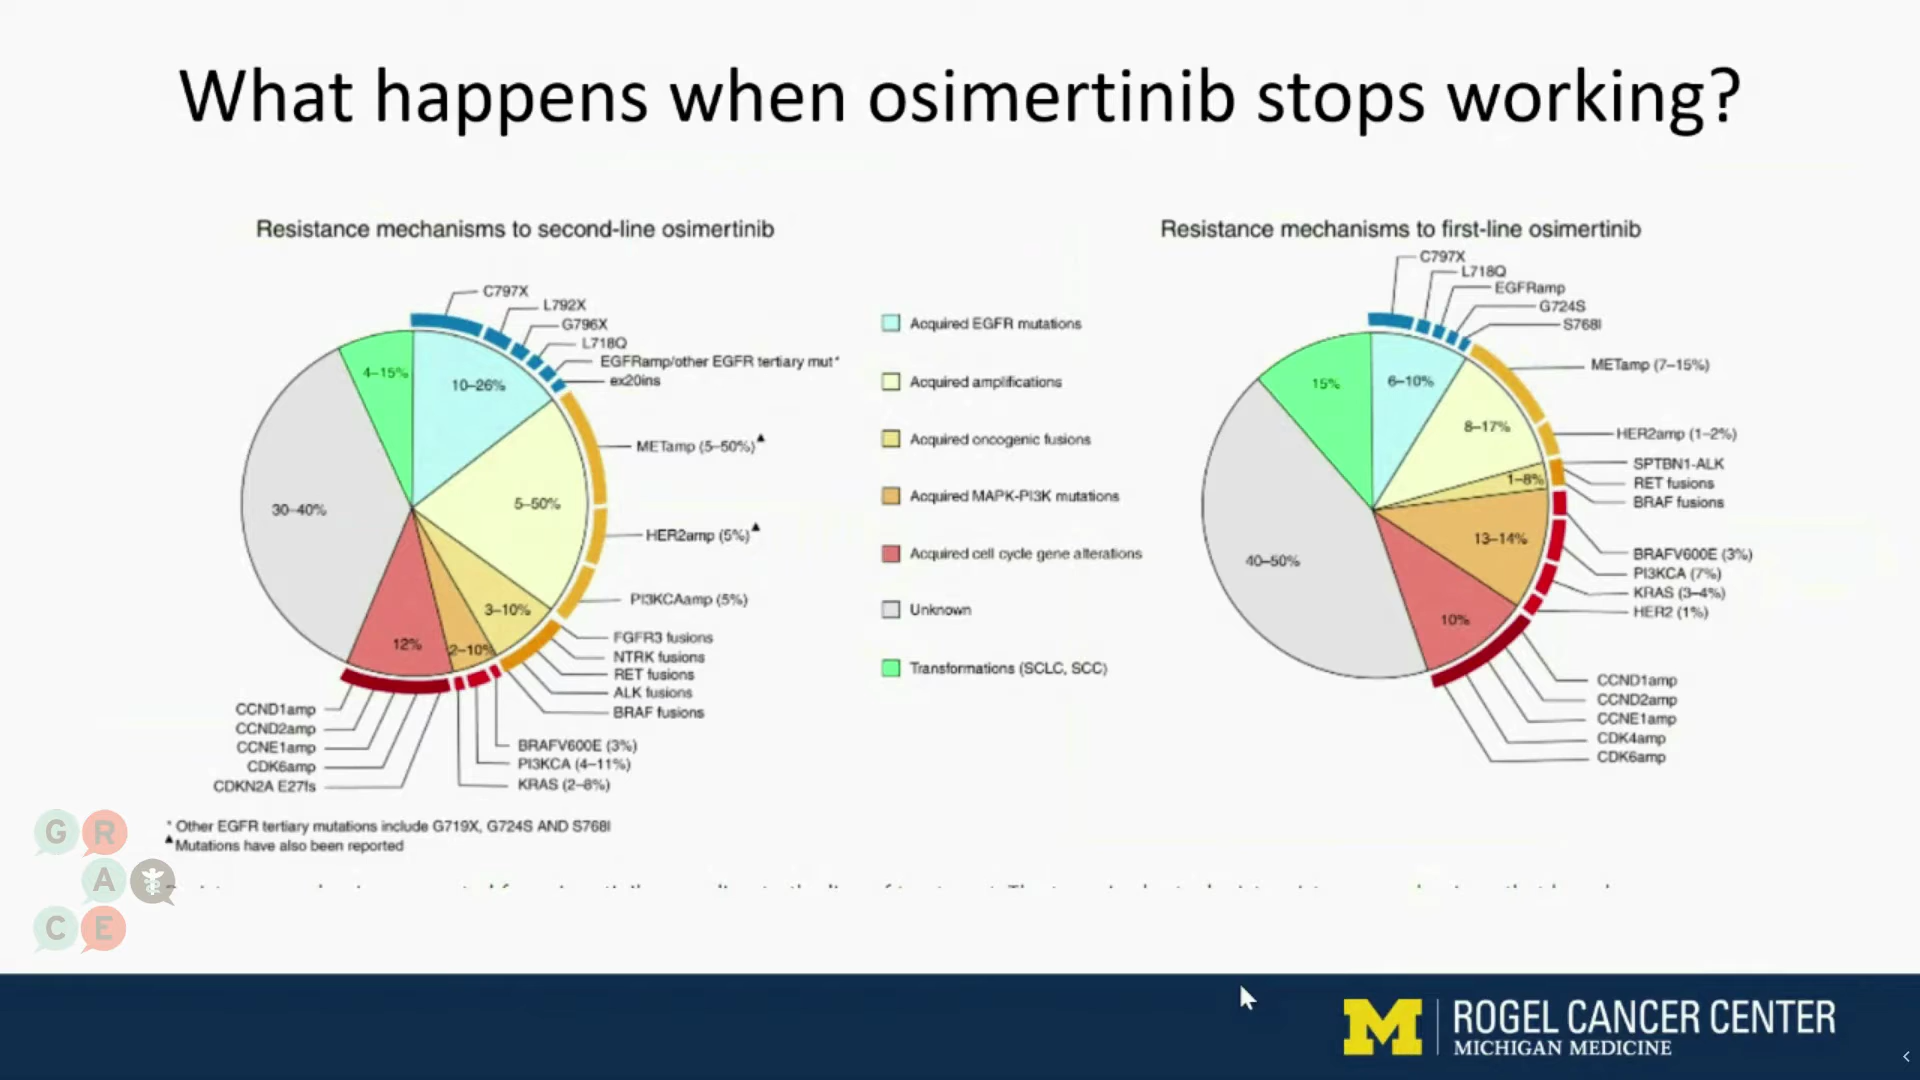 What happens when osimertinib stops working?
Resistance mechanisms to second-line osimertinib
C797X
L792X
G796X
L718Q
EGFRamp/other EGFR tertiary mut*
ex20ins
METamp (5–50%)▲
HER2amp (5%)▲
PI3KCAamp (5%)
FGFR3 fusions
NTRK fusions
RET fusions
ALK fusions
BRAF fusions
BRAFV600E (3%)
PI3KCA (4–11%)
KRAS (2–8%)
CCND1amp
CCND2amp
CCNE1amp
CDK6amp
CDKN2A E27fs
4–15%
10–26%
5–50%
3–10%
2–10%
12%
30–40%
* Other EGFR tertiary mutations include G719X, G724S AND S768I
▲Mutations have also been reported
Acquired EGFR mutations
Acquired amplifications
Acquired oncogenic fusions
Acquired MAPK-PI3K mutations
Acquired cell cycle gene alterations
Unknown
Transformations (SCLC, SCC)
Resistance mechanisms to first-line osimertinib
C797X
L718Q
EGFRamp
G724S
S768I
METamp (7–15%)
HER2amp (1–2%)
SPTBN1-ALK
RET fusions
BRAF fusions
BRAFV600E (3%)
PI3KCA (7%)
KRAS (3–4%)
HER2 (1%)
CCND1amp
CCND2amp
CCNE1amp
CDK4amp
CDK6amp
15%
6–10%
8–17%
1–8%
13–14%
10%
40–50%
G R
A
C E
M
ROGEL CANCER CENTER
MICHIGAN MEDICINE